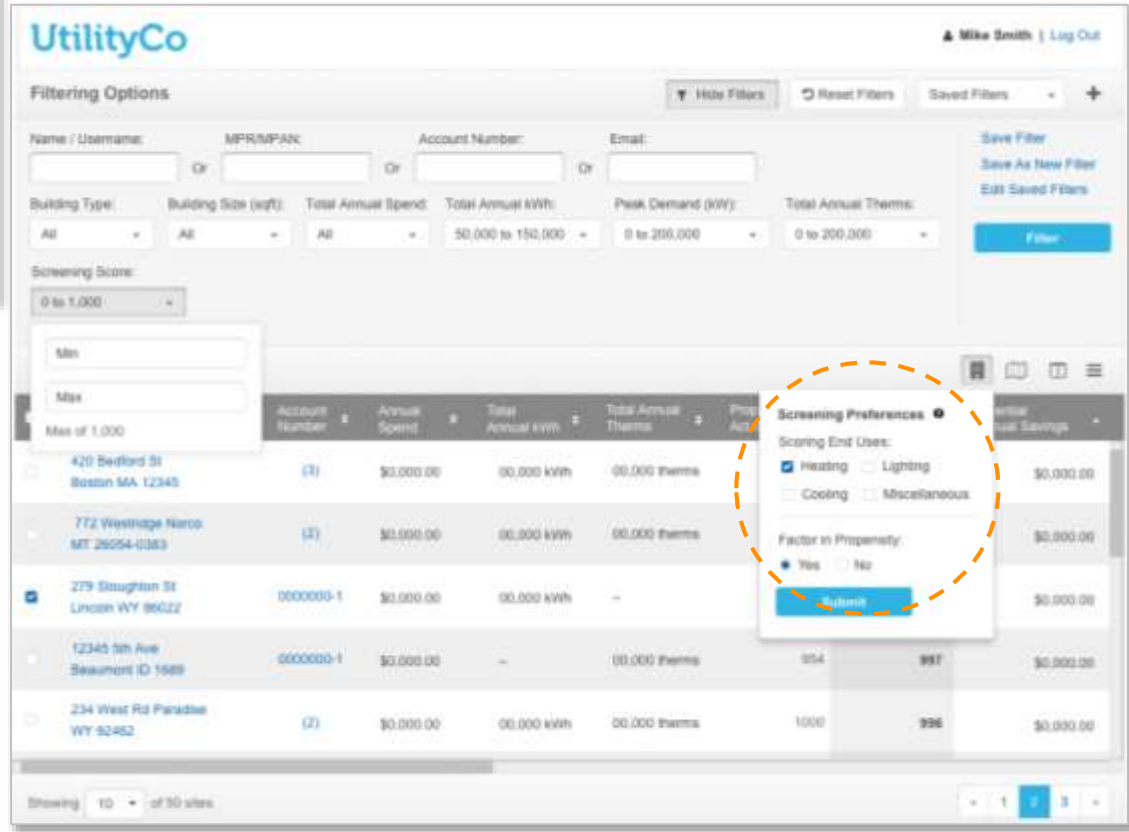 UtilityCo
Mike Smith | Log Out
Filtering Options
Hide Filters Reset Filters Saved Filters
Name / Username: MPR/MPAN: Account Number: Email:
Or Or Or
Save Filter
Save As New Filter
Edit Saved Filters
Building Type: Building Size (sqft): Total Annual Spend: Total Annual kWh: Peak Demand (kW): Total Annual Therms:
All All All 50,000 to 150,000 0 to 200,000 0 to 200,000
Filter
Screening Score:
0 to 1,000
Min
Max
Max of 1,000
Account Number Annual Spend Total Annual kWh Total Annual Therms
Screening Preferences
Scoring End Uses:
Heating Lighting
Cooling Miscellaneous
Factor in Propensity:
Yes No
Submit
420 Bedford St
Boston MA 12345
(3) $0,000.00 00,000 kWh 00,000 therms $0,000.00
772 Westridge Narco
MT 26054-0383
(2) $0,000.00 00,000 kWh 00,000 therms $0,000.00
279 Stoughton St
Lincoln WY 86022
0000000-1 $0,000.00 00,000 kWh -- $0,000.00
12345 5th Ave
Beaumont ID 1689
0000000-1 $0,000.00 -- 00,000 therms 954 997 $0,000.00
234 West Rd Paradise
WY 92462
(2) $0,000.00 00,000 kWh 00,000 therms 1000 996 $0,000.00
Showing 10 of 50 sites
« 1 2 3 »